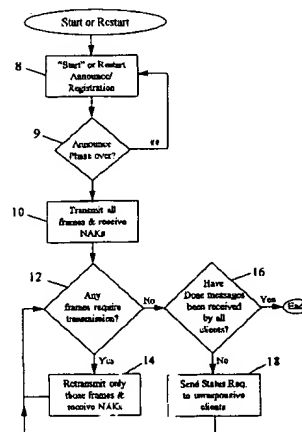 Start or Restart
8
"Start" or Restart
Announce/
Registration
9
Announce
Phase over?
10
Transmit all
frames & receive
NAKs
12
Any
frames require
transmission?
No
16
Have
Done messages
been received
by all
clients?
Yes
End
Yes
14
Retransmit only
those frames &
receive NAKs
No
18
Send Status Req.
to unresponsive
clients